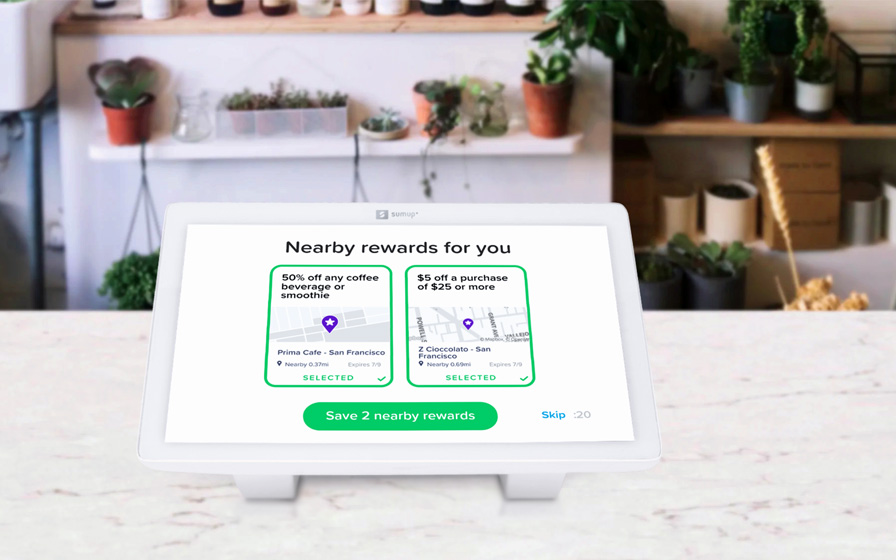 sumup
Nearby rewards for you
50% off any coffee
beverage or
smoothie
$5 off a purchase
of $25 or more
POWELL
GRANT AVE
VALLEJO
© Mapbox, ©
Prima Cafe - San Francisco
Nearby 0.37mi
Expires 7/9
SELECTED
Z Cioccolato - San
Francisco
Nearby 0.69mi
Expires 7/9
SELECTED
Save 2 nearby rewards
Skip :20